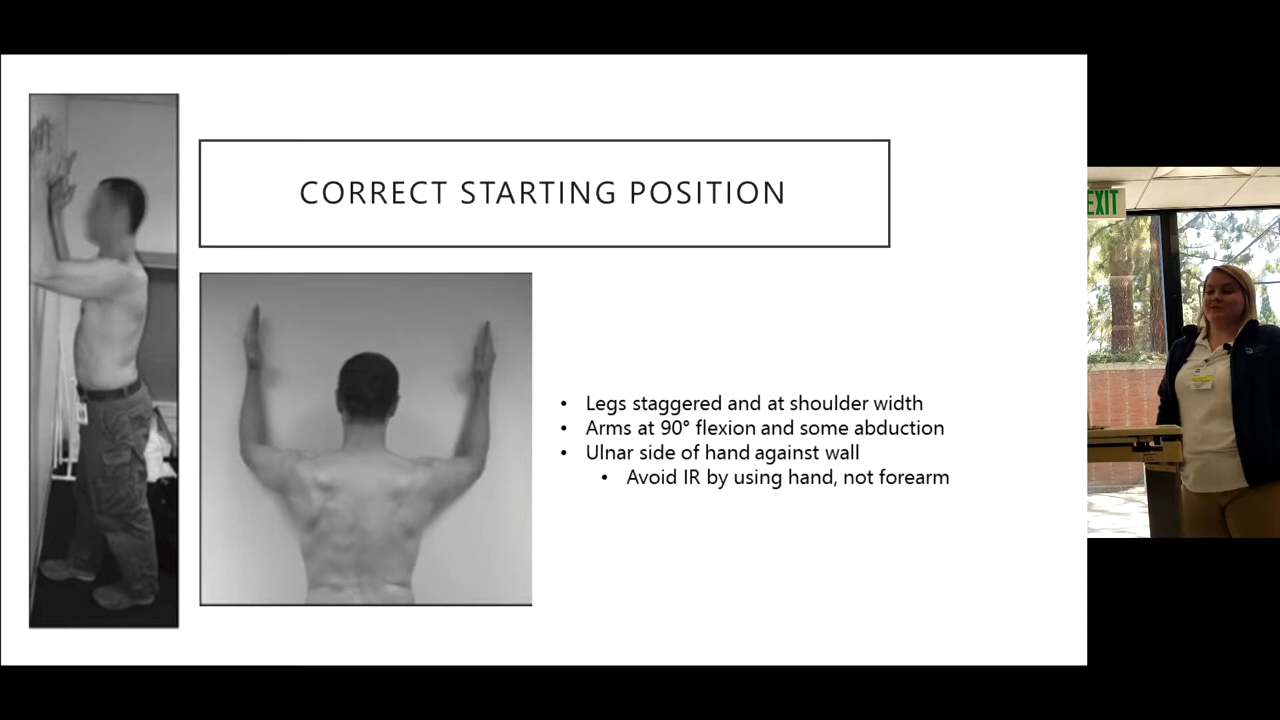 CORRECT STARTING POSITION
• Legs staggered and at shoulder width
• Arms at 90° flexion and some abduction
• Ulnar side of hand against wall
• Avoid IR by using hand, not forearm
EXIT